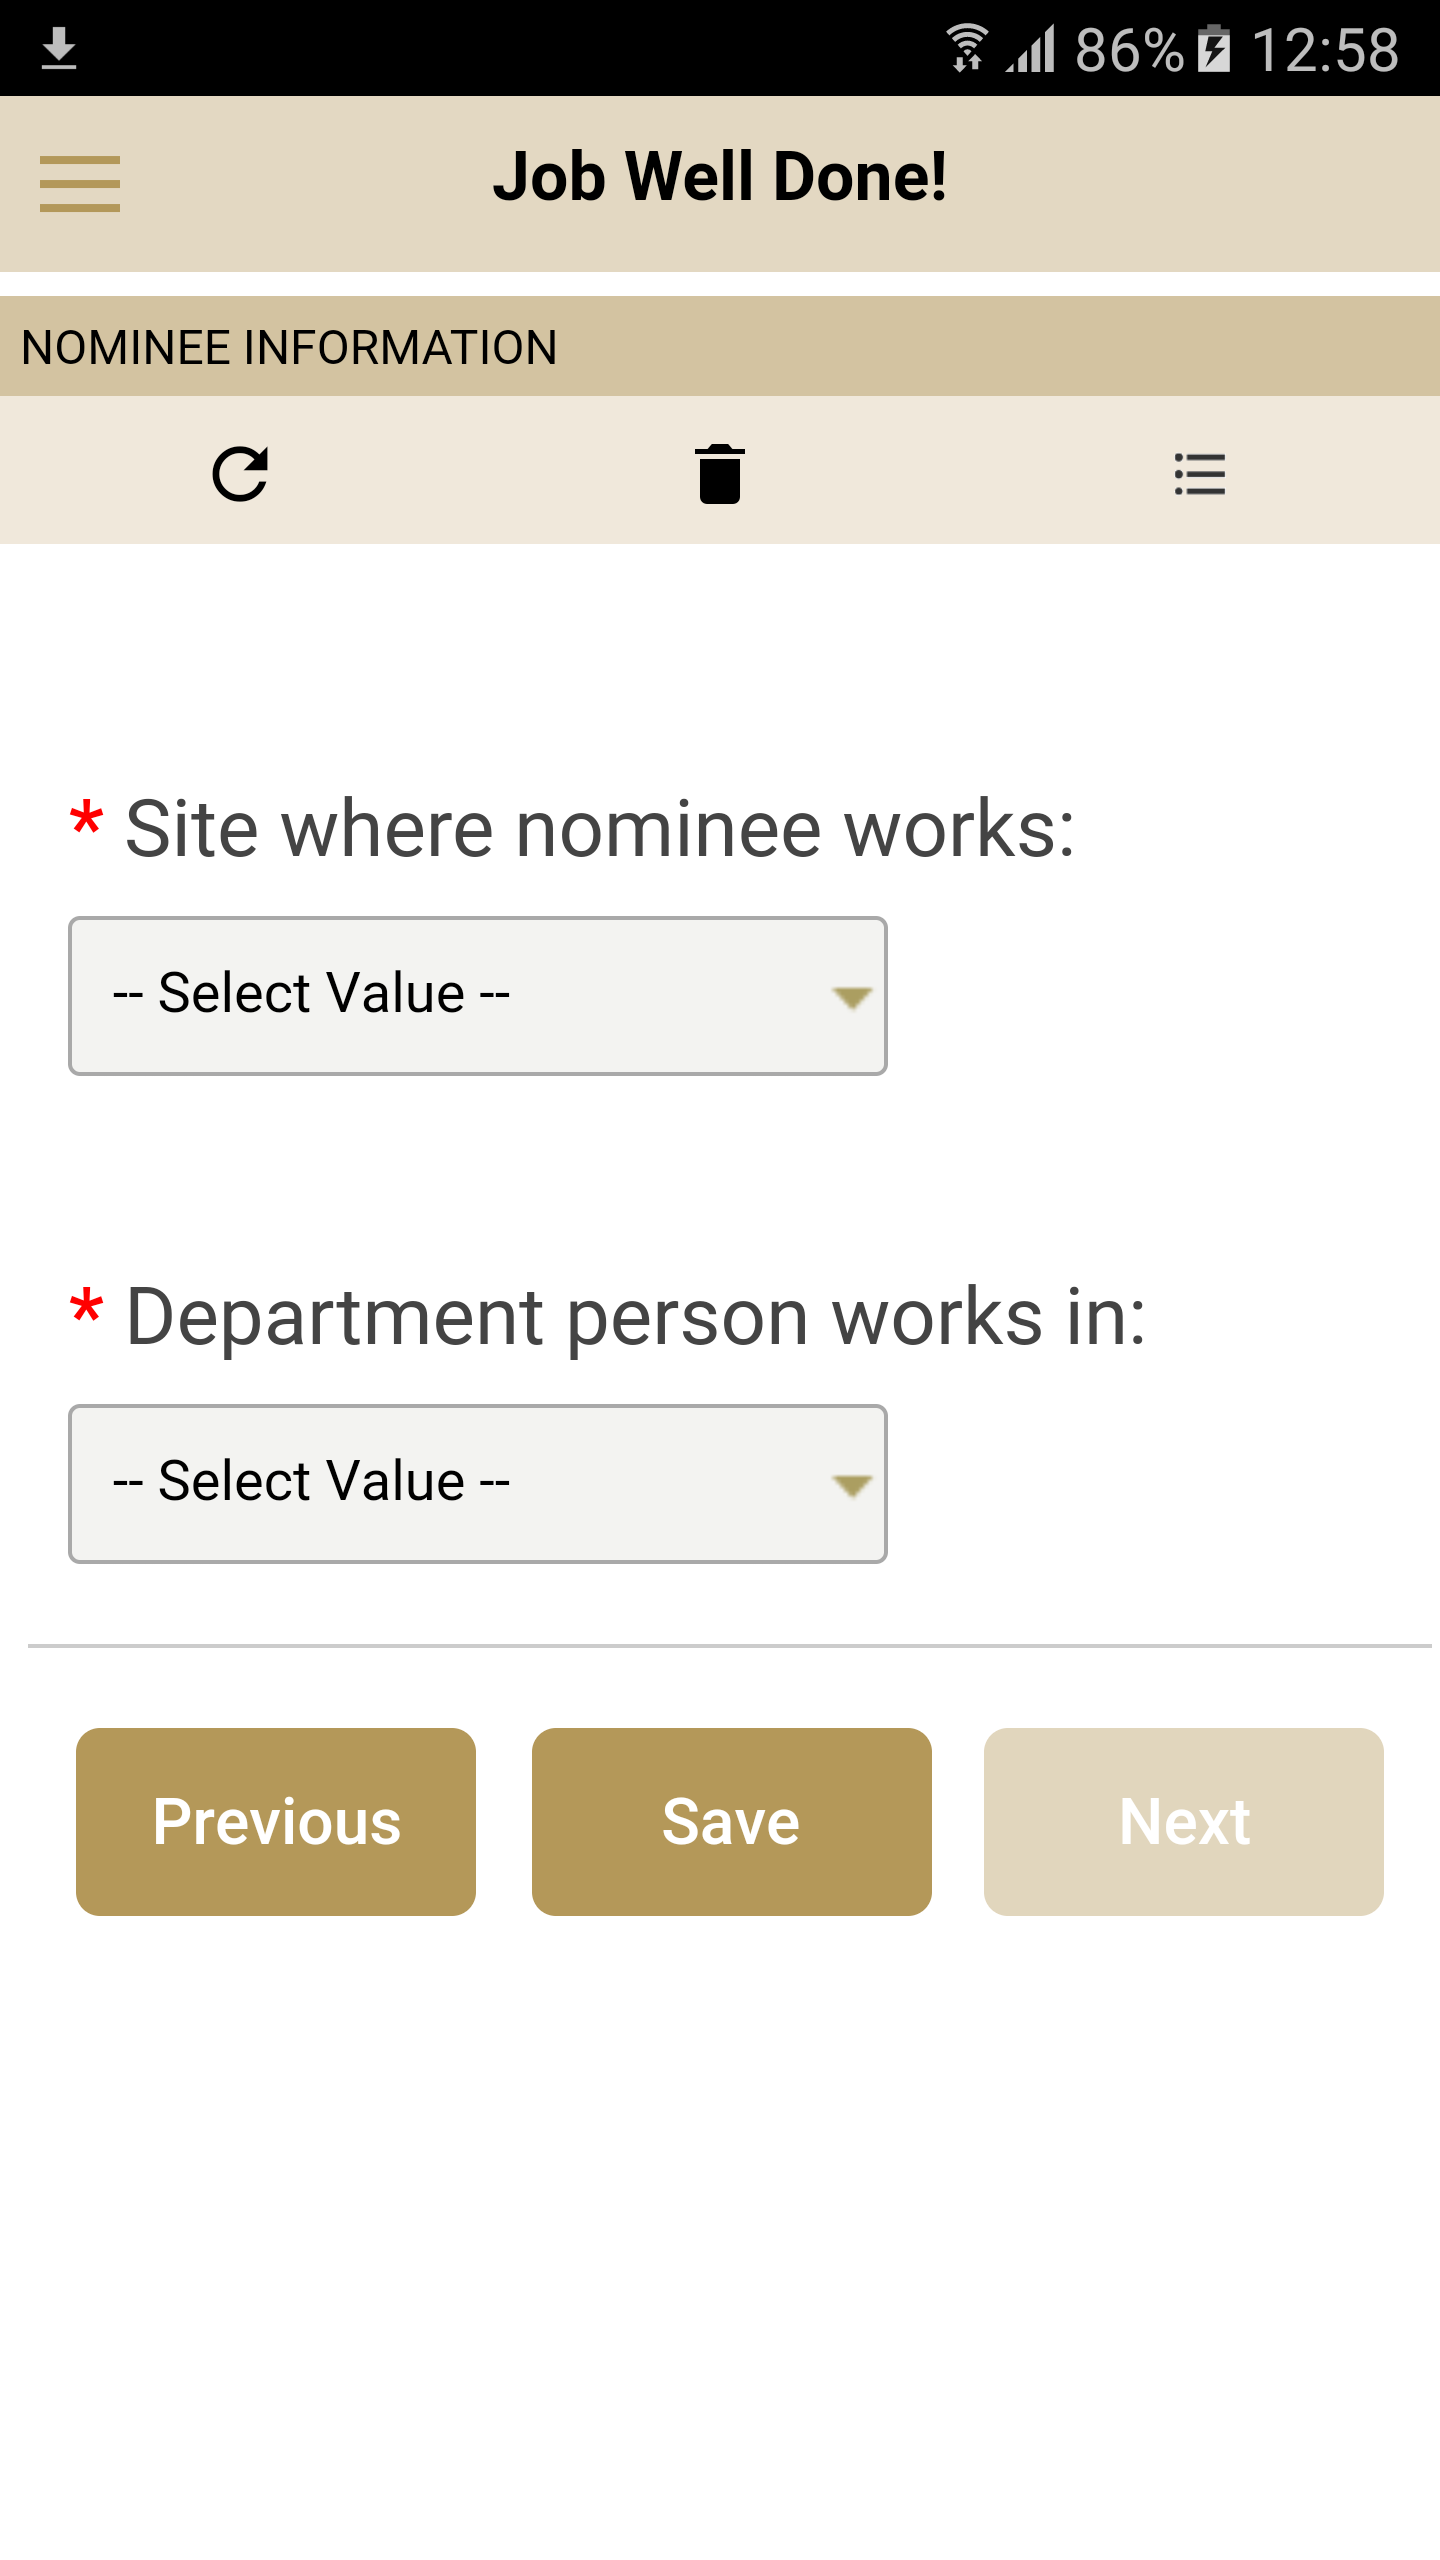 86% 12:58
Job Well Done!
NOMINEE INFORMATION
* Site where nominee works:
-- Select Value --
* Department person works in:
-- Select Value --
Previous Save Next